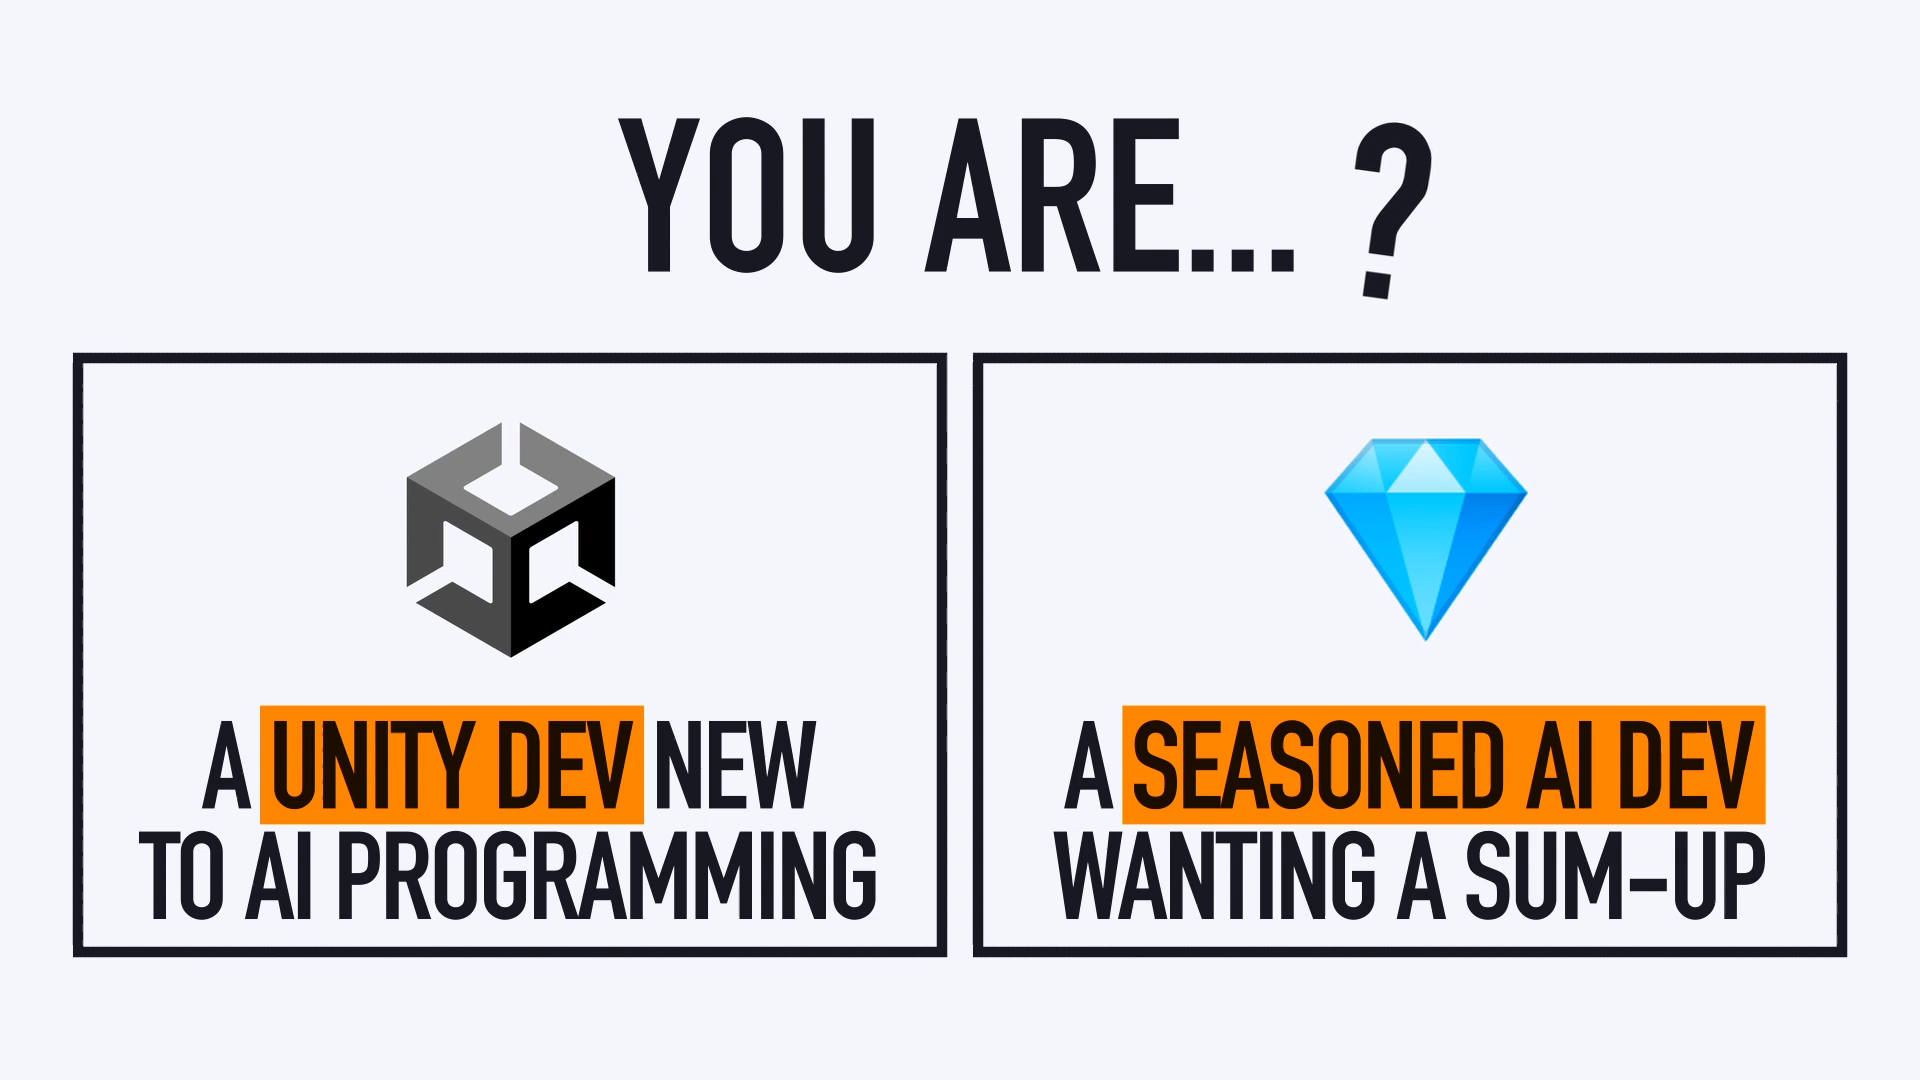 YOU ARE... ?
A UNITY DEV NEW
TO AI PROGRAMMING
A SEASONED AI DEV
WANTING A SUM-UP